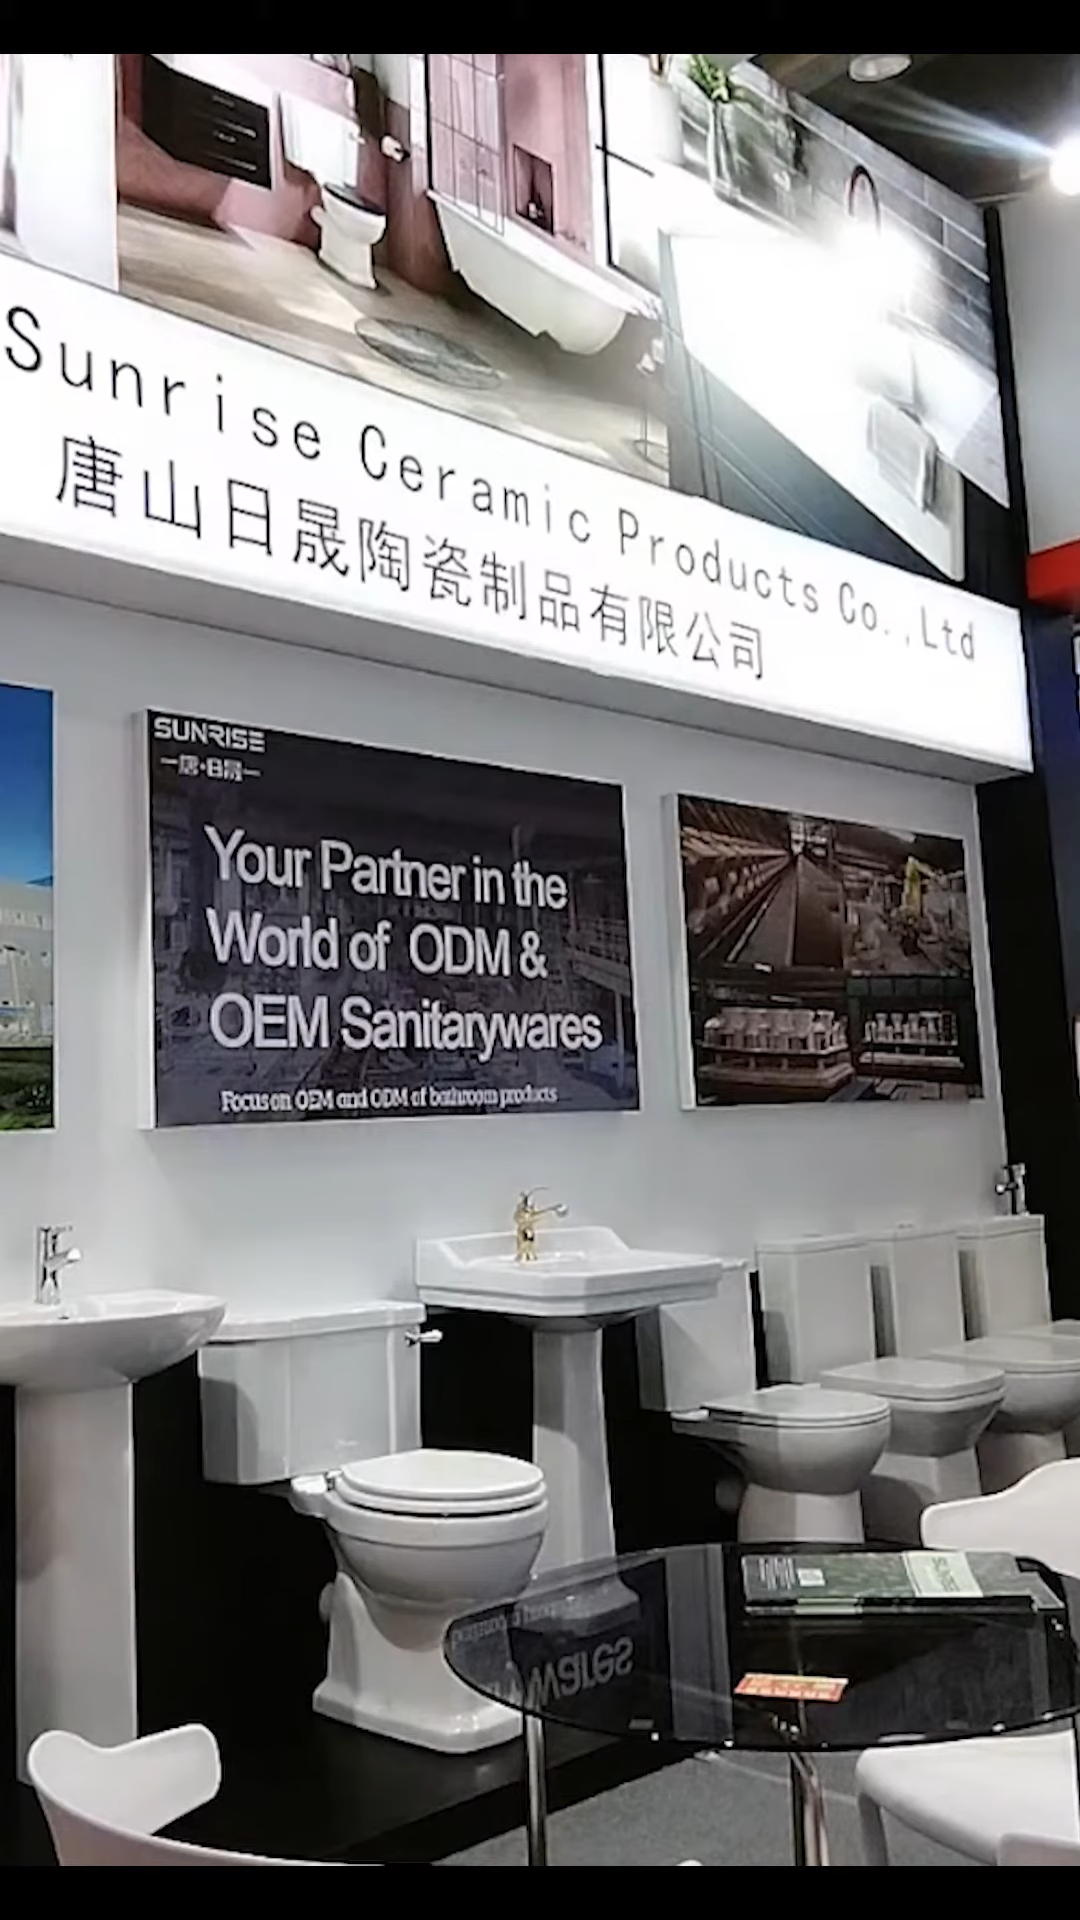 Sunrise Ceramic Products Co.,Ltd
唐山日晟陶瓷制品有限公司
SUNRISE
一唐·日晟一
Your Partner in the
World of ODM &
OEM Sanitarywares
Focus on OEM and ODM of bathroom products
SUNRISE